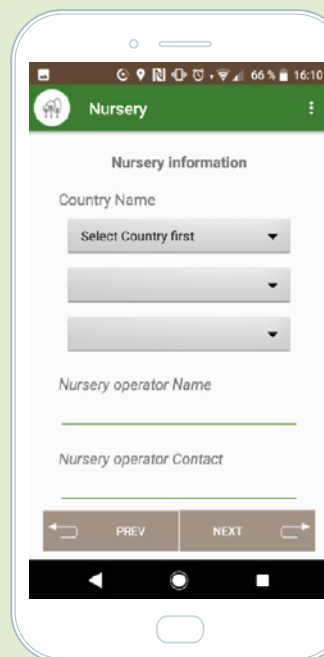 66 % 16:10
Nursery
Nursery information
Country Name
Select Country first
Nursery operator Name
Nursery operator Contact
PREV NEXT